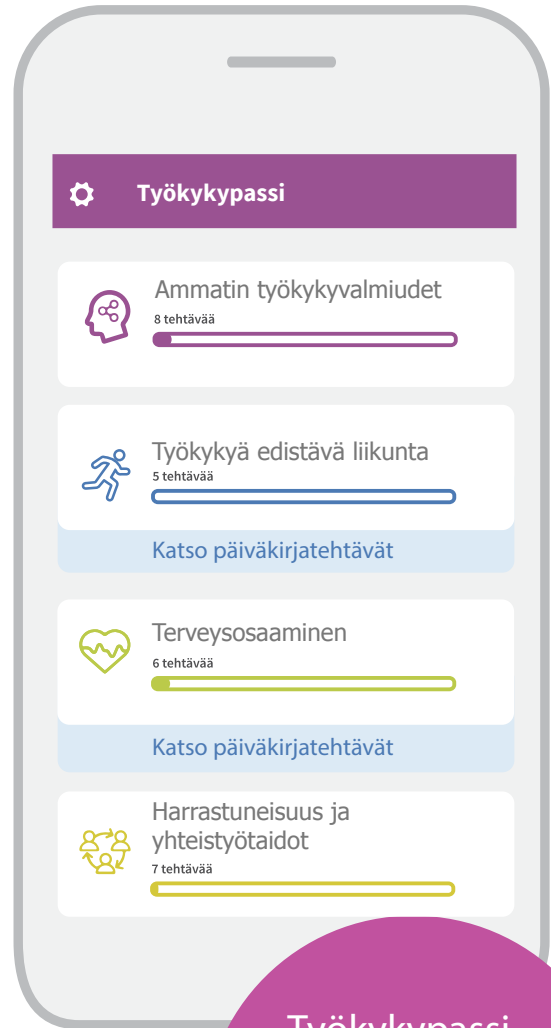 Työkykypassi
Ammatin työkykyvalmiudet
8 tehtävää
Työkykyä edistävä liikunta
5 tehtävää
Katso päiväkirjatehtävät
Terveysosaaminen
6 tehtävää
Katso päiväkirjatehtävät
Harrastuneisuus ja
yhteistyötaidot
7 tehtävää
Työkykypassi